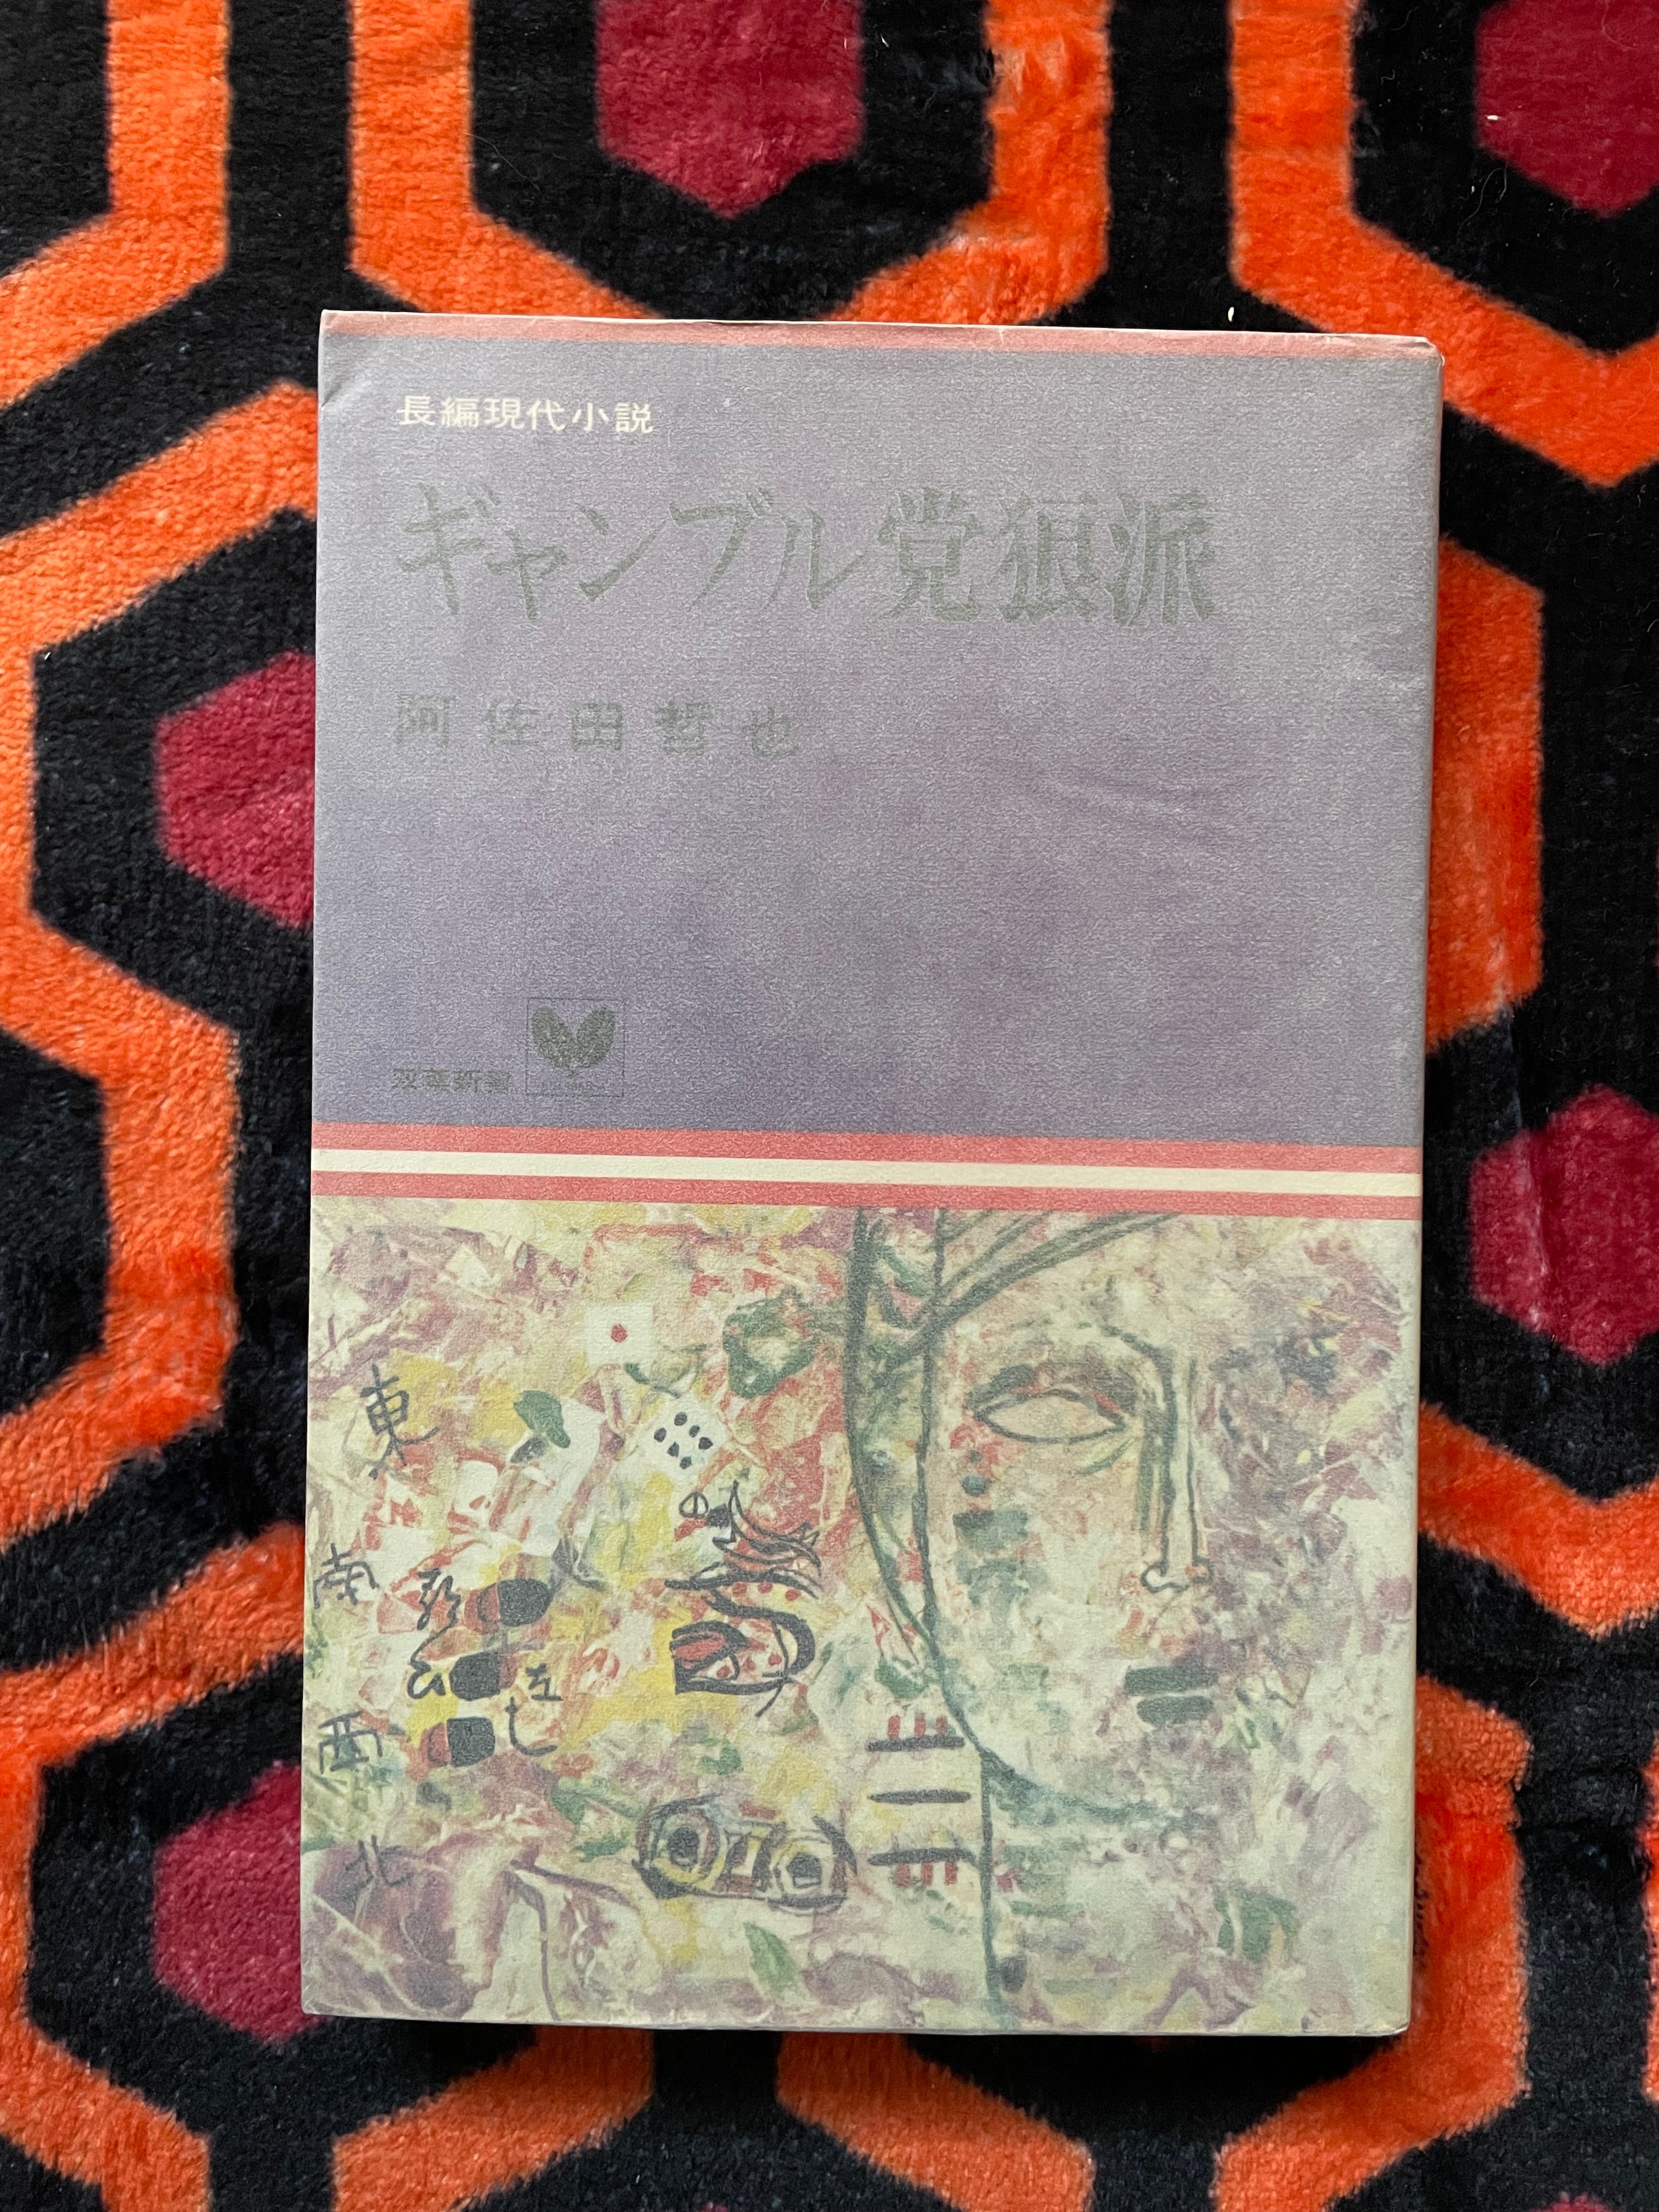 長編現代小説
ギャンブル党狼派
阿佐田哲也
双葉新書
東
南
西
北